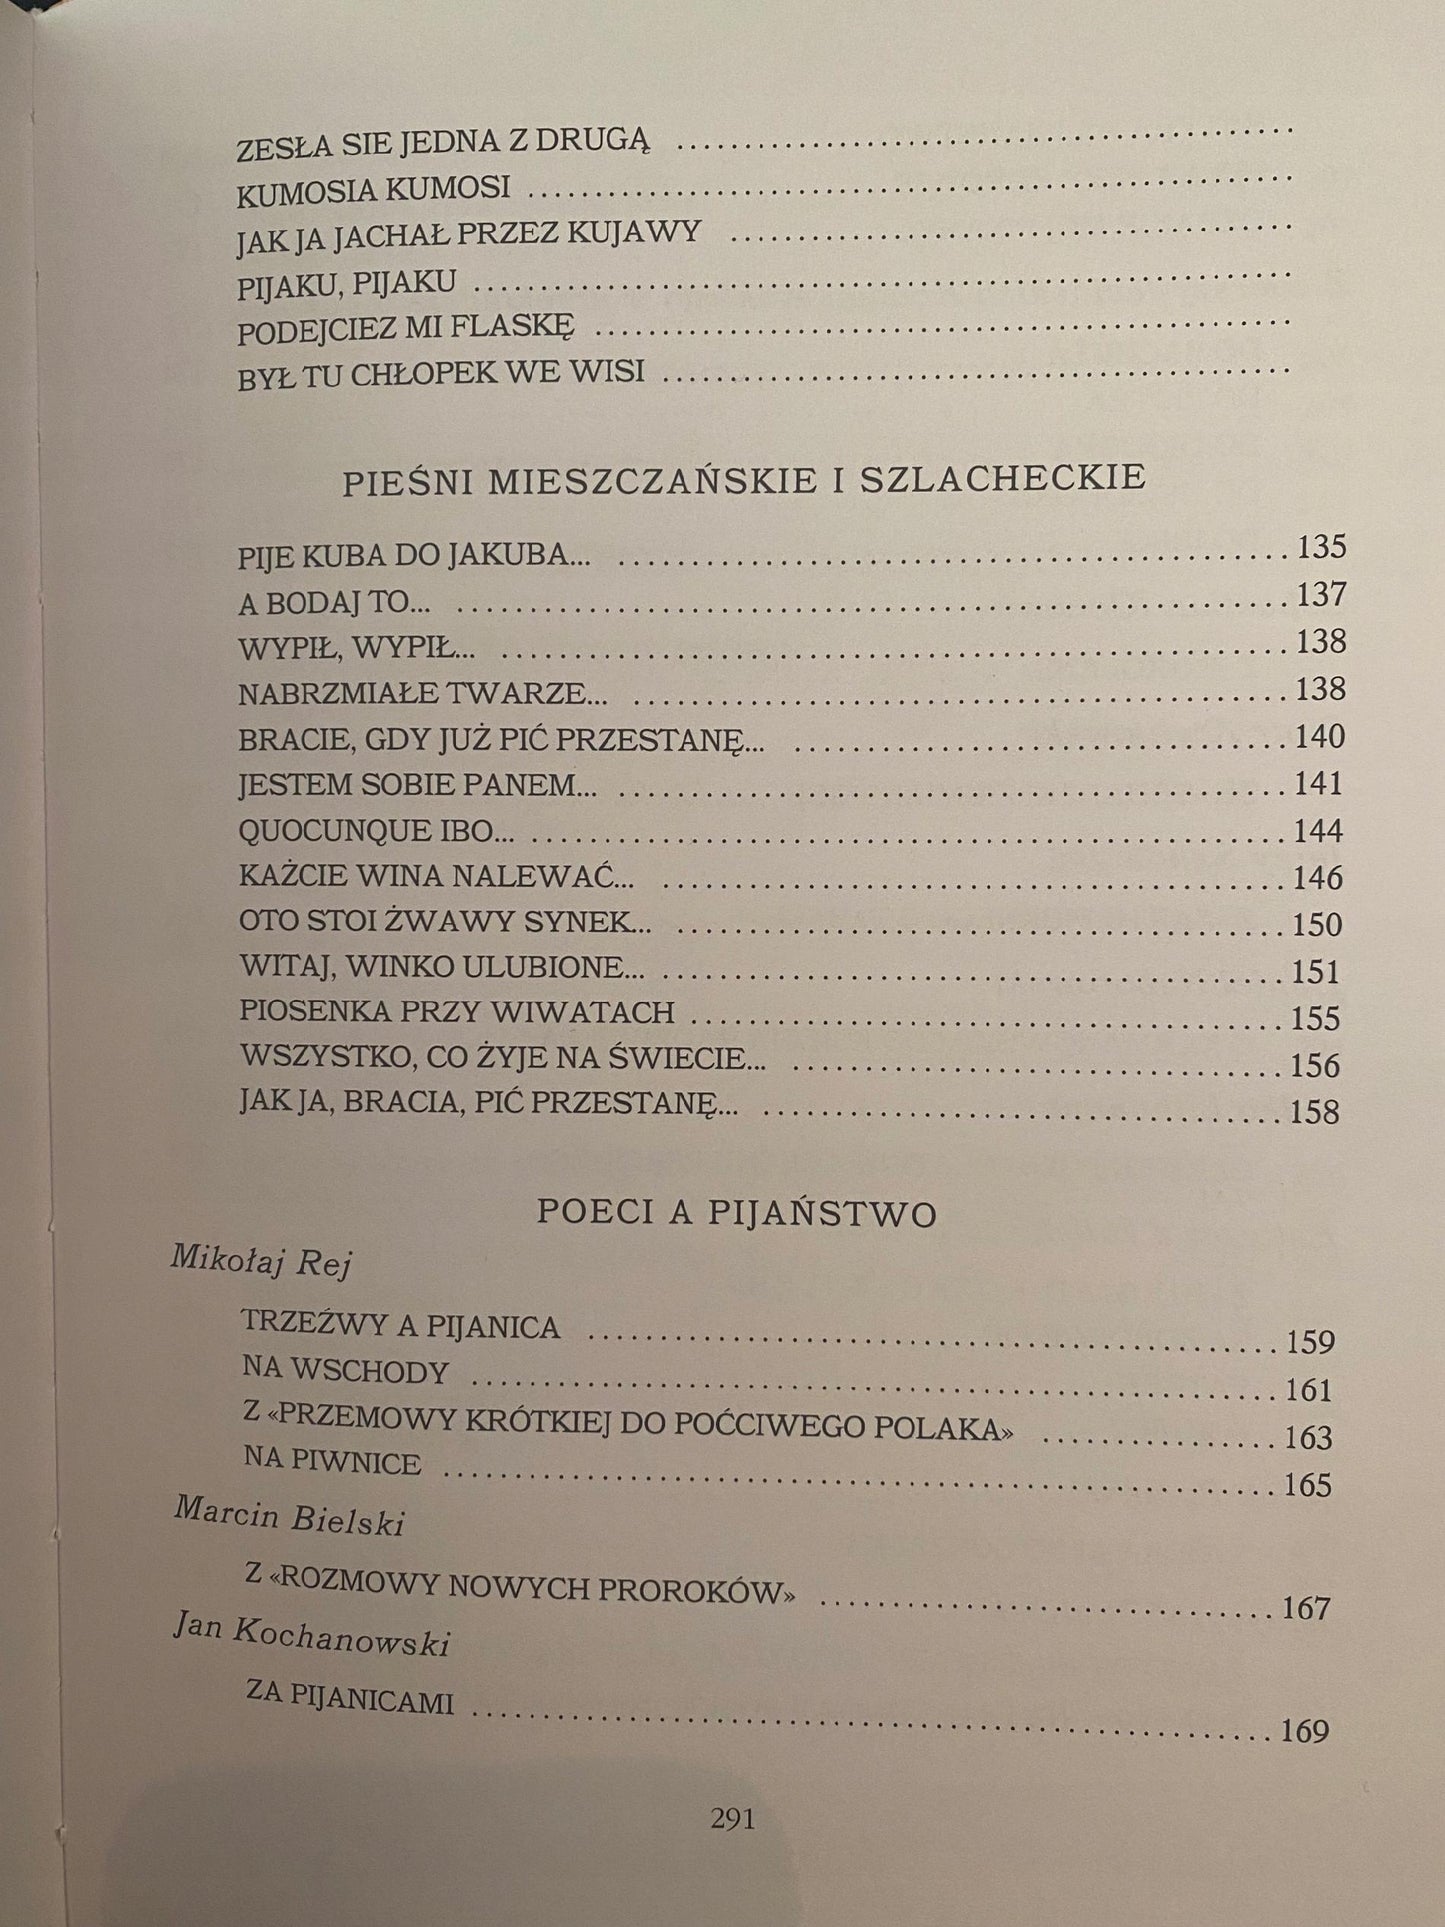 ZESŁA SIE JEDNA Z DRUGĄ ........................................
KUMOSIA KUMOSI ........................................
JAK JA JACHAŁ PRZEZ KUJAWY ........................................
PIJAKU, PIJAKU ........................................
PODEJCIEZ MI FLASKĘ ........................................
BYŁ TU CHŁOPEK WE WISI ........................................
PIEŚNI MIESZCZAŃSKIE I SZLACHECKIE
PIJE KUBA DO JAKUBA... ........................................ 135
A BODAJ TO... ........................................ 137
WYPIŁ, WYPIŁ... ........................................ 138
NABRZMIAŁE TWARZE... ........................................ 138
BRACIE, GDY JUŻ PIĆ PRZESTANĘ... ........................................ 140
JESTEM SOBIE PANEM... ........................................ 141
QUOCUNQUE IBO... ........................................ 144
KAŻCIE WINA NALEWAĆ... ........................................ 146
OTO STOI ŻWAWY SYNEK... ........................................ 150
WITAJ, WINKO ULUBIONE... ........................................ 151
PIOSENKA PRZY WIWATACH ........................................ 155
WSZYSTKO, CO ŻYJE NA ŚWIECIE... ........................................ 156
JAK JA, BRACIA, PIĆ PRZESTANĘ... ........................................ 158
POECI A PIJAŃSTWO
Mikołaj Rej
TRZEŹWY A PIJANICA ........................................ 159
NA WSCHODY ........................................ 161
Z «PRZEMOWY KRÓTKIEJ DO POĆCIWEGO POLAKA» .................... 163
NA PIWNICE ........................................ 165
Marcin Bielski
Z «ROZMOWY NOWYCH PROROKÓW» .............................. 167
Jan Kochanowski
ZA PIJANICAMI ........................................ 169
291